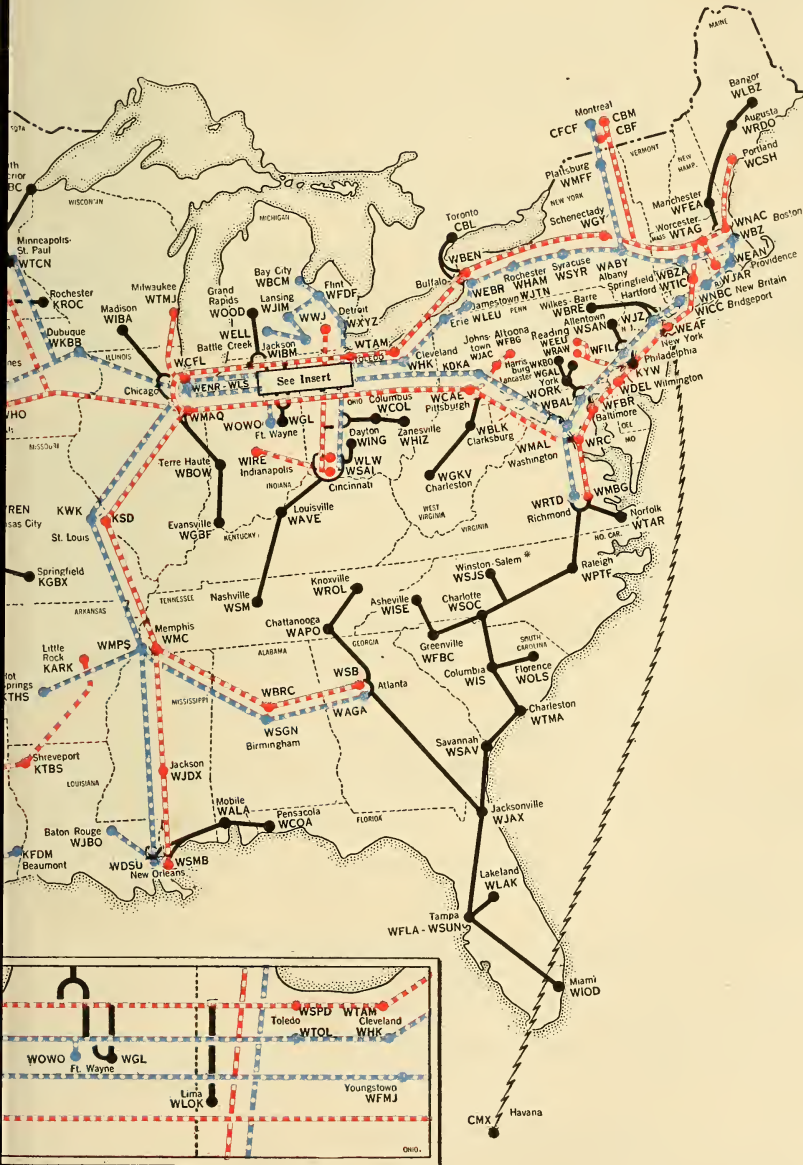 MAINE
Bangor
WLBZ
Augusta
WRDO
Portland
WCSH
Montreal
CFCF
CBM
CBF
VERMONT
NEW
HAMP.
Plattsburg
WMFF
NEW YORK
Manchester
WFEA
Schenectady
WGY
Worcester
MASS
WTAG
WNAC
Boston
WBZ
WEAN
Providence
WJAR
Toronto
CBL
WBEN
Buffalo
WEBR
Rochester
WHAM
Syracuse
WSYR
WABY
Albany
Springfield
WBZA
Hartford
WTIC
WNBC New Britain
WICC Bridgeport
Jamestown
WJTN
Erie WLEU
PENN
Wilkes-Barre
WBRE
Allentown
WSAN
WJZ
N.J.
WEAF
New York
Reading
WEEU
WRAW
WFIL
Philadelphia
KYW
WDEL
Wilmington
Johns-
town
WJAC
Altoona
WFBG
Harris
burg
WKBO
Lancaster
WGAL
York
WORK
WBAL
WFBR
Baltimore
DEL
MO
WISCONSIN
MICHIGAN
WBC
Minneapolis-
St. Paul
WTCN
Rochester
KROC
Madison
WIBA
Milwaukee
WTMJ
Grand
Rapids
WOOD
Lansing
WJIM
Bay City
WBCM
Flint
WFDF
WWJ
Detroit
WXYZ
WELL
Battle Creek
Jackson
WIBM
WTAM
Cleveland
WHK
KDKA
Dubuque
WKBB
ILLINOIS
WCFL
Chicago
WENR-WLS
See Insert
WMAQ
WHO
MISSOURI
WOWO
WGL
Ft. Wayne
OHIO
Columbus
WCOL
Dayton
WING
Zanesville
WHIZ
WCAE
Pittsburgh
WBLK
Clarksburg
WMAL
Washington
WRC
WIRE
Indianapolis
INDIANA
WLW
WSAI
Cincinnati
WGKV
Charleston
WEST
VIRGINIA
VIRGINIA
WRTD
Richmond
WMBG
Norfolk
WTAR
NO. CAR.
Terre Haute
WBOW
Evansville
WGBF
KENTUCKY
Louisville
WAVE
KWK
KSD
St. Louis
Springfield
KGBX
Nashville
WSM
TENNESSEE
Knoxville
WROL
Chattanooga
WAPO
GEORGIA
Asheville
WISE
Winston-Salem*
WSJS
Charlotte
WSOC
Raleigh
WPTF
Greenville
WFBC
SOUTH
CAROLINA
Columbia
WIS
Florence
WOLS
Charleston
WTMA
ARKANSAS
Memphis
WMC
WMPS
Little
Rock
KARK
KTHS
ALABAMA
MISSISSIPPI
WBRC
WSGN
Birmingham
WSB
Atlanta
WAGA
Savannah
WSAV
Shreveport
KTBS
LOUISIANA
Jackson
WJDX
Mobile
WALA
Pensacola
WCOA
FLORIDA
Jacksonville
WJAX
Baton Rouge
WJBO
KFDM
Beaumont
WDSU
WSMB
New Orleans
Lakeland
WLAK
Tampa
WFLA - WSUN
Miami
WIOD
CMX
Havana
WSPD
WTAM
Toledo
Cleveland
WTOL
WHK
WOWO
WGL
Ft. Wayne
Youngstown
WFMJ
Lima
WLOK
OHIO.